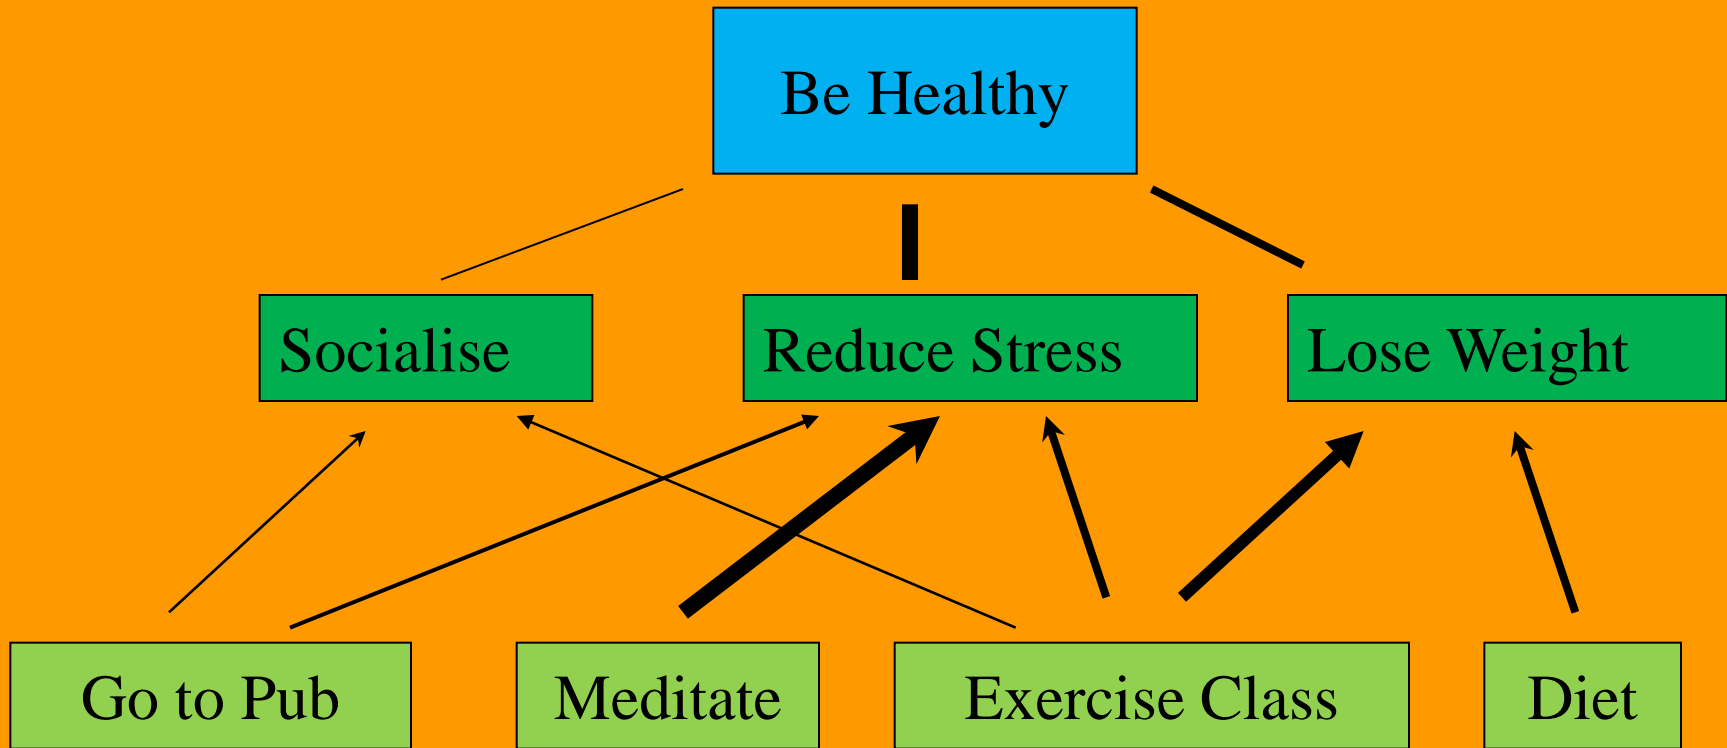 Be Healthy
Socialise
Reduce Stress
Lose Weight
Go to Pub
Meditate
Exercise Class
Diet